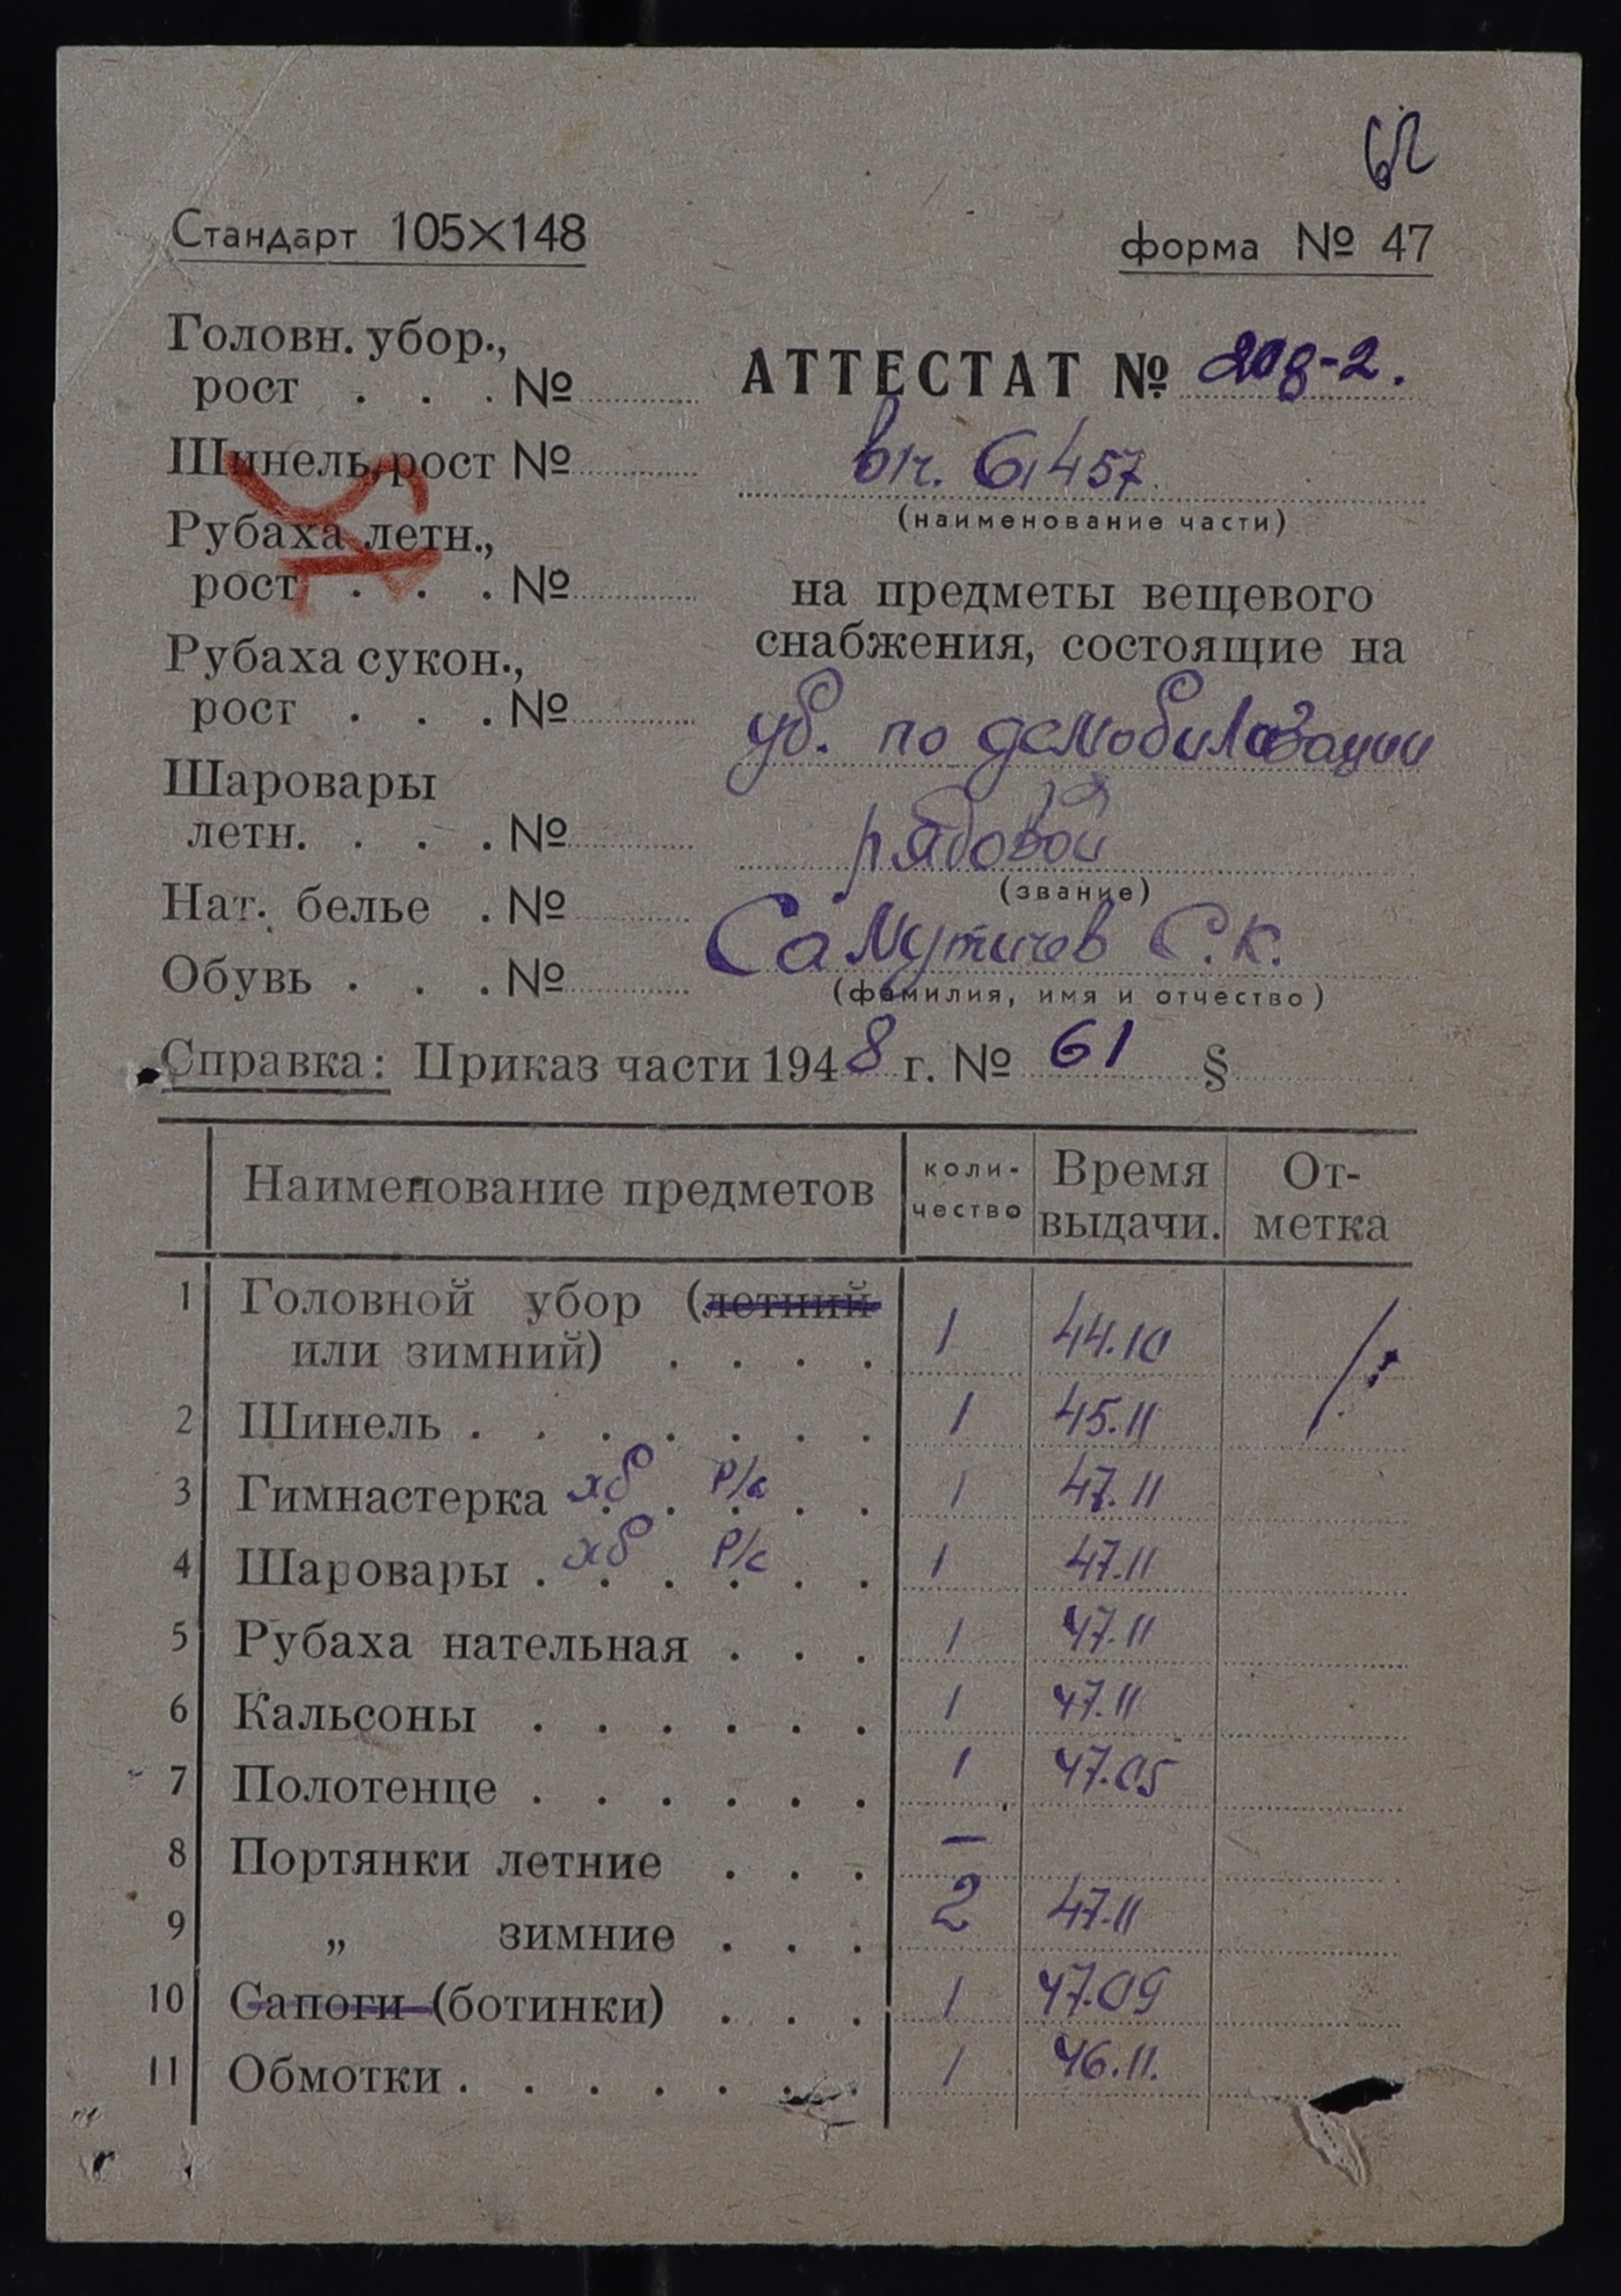 62
Стандарт 105×148
форма № 47
Головн. убор.,
рост . . . №
Шинель, рост №
Рубаха летн.,
рост . . . №
Рубаха сукон.,
рост . . . №
Шаровары
летн. . . . №
Нат. белье . №
Обувь . . . №
АТТЕСТАТ № 208-2.
в/ч. 61457
(наименование части)
на предметы вещевого
снабжения, состоящие на
уб. по демобилизации
рядовой
(звание)
Самутичев С. К.
(фамилия, имя и отчество)
Справка: Приказ части 1948 г. № 61 §
Наименование предметов коли-чество Время выдачи. От-метка
1 Головной убор (летний
или зимний) . . . . 1 44.10
2 Шинель . . . . . . . 1 45.11
3 Гимнастерка хб Р/с 1 47.11
4 Шаровары . хб Р/с 1 47.11
5 Рубаха нательная . . . 1 47.11
6 Кальсоны . . . . . . 1 47.11
7 Полотенце . . . . . . 1 47.05
8 Портянки летние . . . —
9 „ зимние . . . 2 47.11
10 Сапоги (ботинки) . . . 1 47.09
11 Обмотки . . . . . . . 1 46.11.